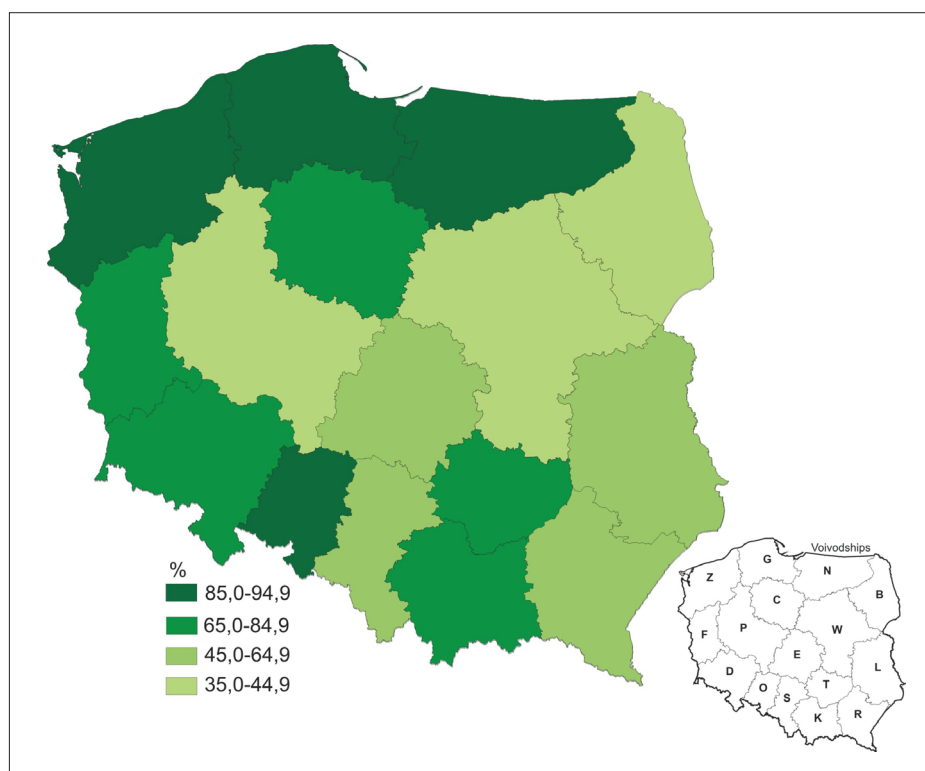 %
85,0-94,9
65,0-84,9
45,0-64,9
35,0-44,9
Voivodships
Z G N
C B
F P W
E
D L
O S T
K R